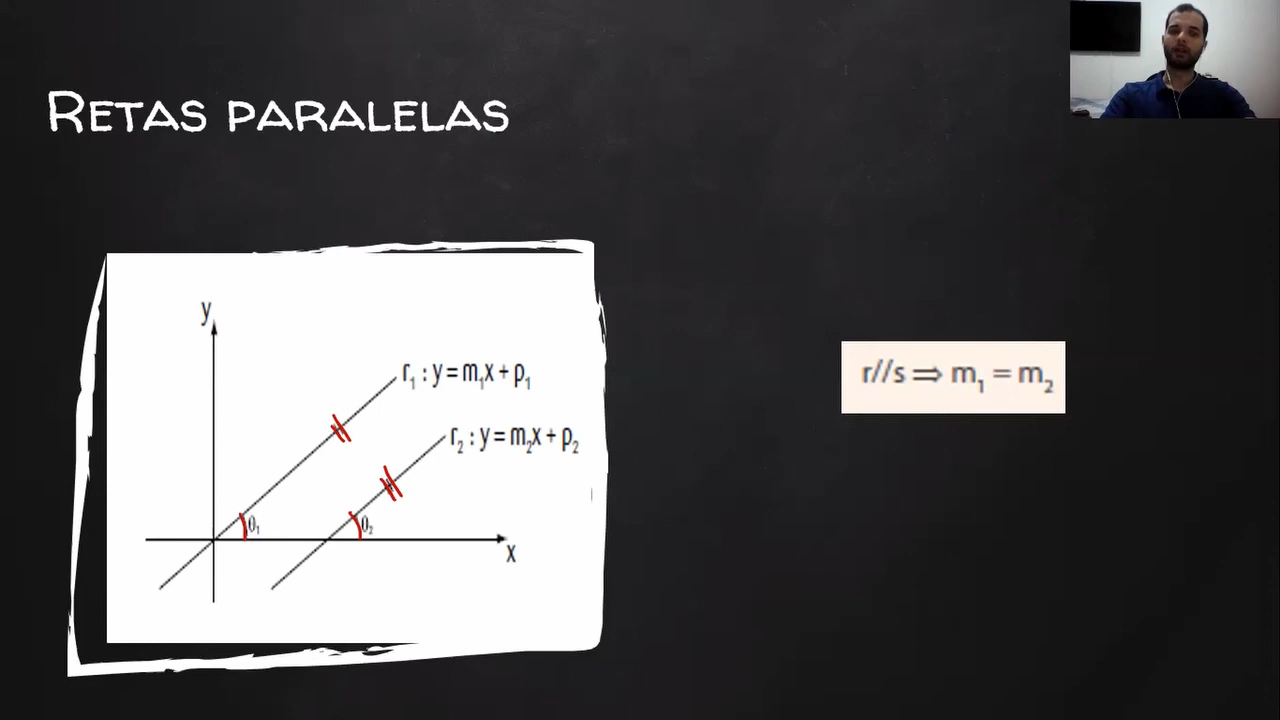 Retas paralelas
y
r₁ : y = m₁x + p₁
r₂ : y = m₂x + p₂
θ₁ θ₂
x
r//s ⇒ m₁ = m₂